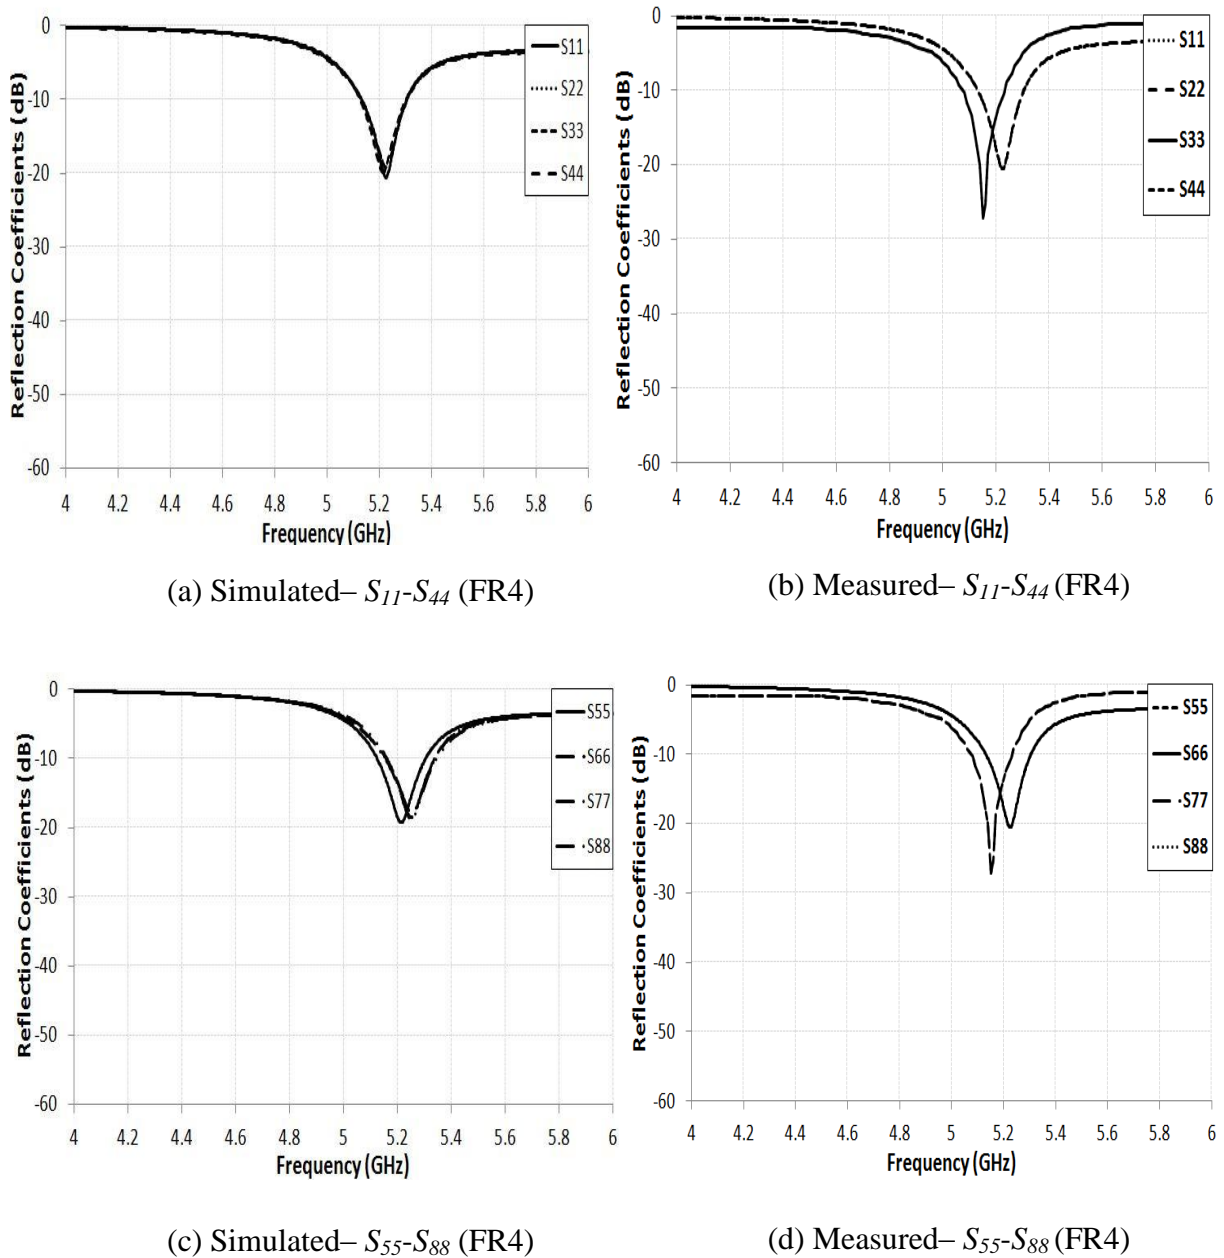 Reflection Coefficients (dB)
0
-10
-20
-30
-40
-50
-60
4 4.2 4.4 4.6 4.8 5 5.2 5.4 5.6 5.8 6
Frequency (GHz)
S11
S22
S33
S44
(a) Simulated– S11-S44 (FR4)
Reflection Coefficients (dB)
0
-10
-20
-30
-40
-50
-60
4 4.2 4.4 4.6 4.8 5 5.2 5.4 5.6 5.8 6
Frequency (GHz)
S11
S22
S33
S44
(b) Measured– S11-S44 (FR4)
Reflection Coefficients (dB)
0
-10
-20
-30
-40
-50
-60
4 4.2 4.4 4.6 4.8 5 5.2 5.4 5.6 5.8 6
Frequency (GHz)
S55
S66
S77
S88
(c) Simulated– S55-S88 (FR4)
Reflection Coefficients (dB)
0
-10
-20
-30
-40
-50
-60
4 4.2 4.4 4.6 4.8 5 5.2 5.4 5.6 5.8 6
Frequency (GHz)
S55
S66
S77
S88
(d) Measured– S55-S88 (FR4)